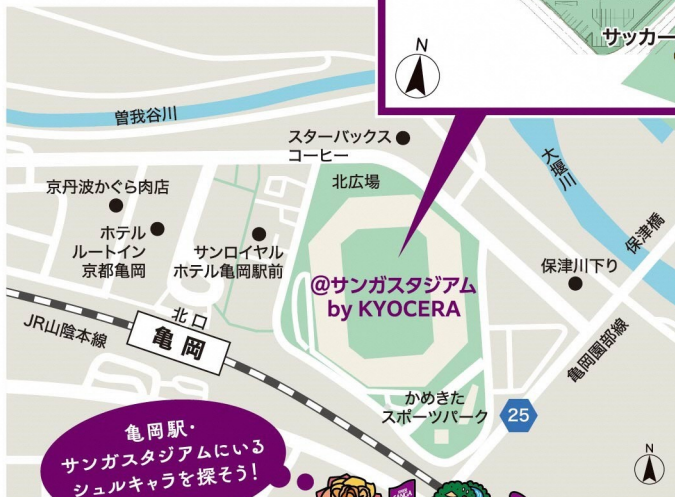 サッカー
N
曽我谷川
スターバックス
コーヒー
大堰川
北広場
京丹波かぐら肉店
ホテル
ルートイン
京都亀岡
サンロイヤル
ホテル亀岡駅前
保津橋
保津川下り
@サンガスタジアム
by KYOCERA
北口
亀岡
JR山陰本線
亀岡園部線
かめきた
スポーツパーク
25
亀岡駅・
サンガスタジアムにいる
シュルキャラを探そう!
N